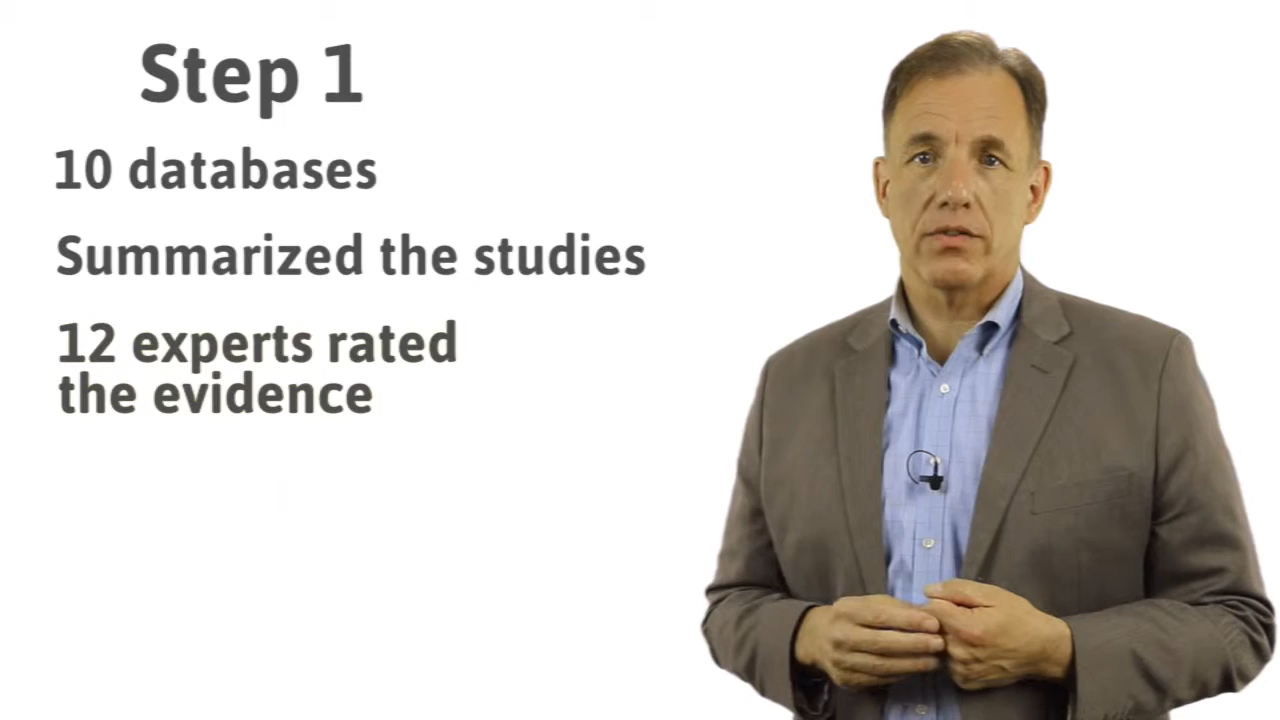 Step 1
10 databases
Summarized the studies
12 experts rated
the evidence